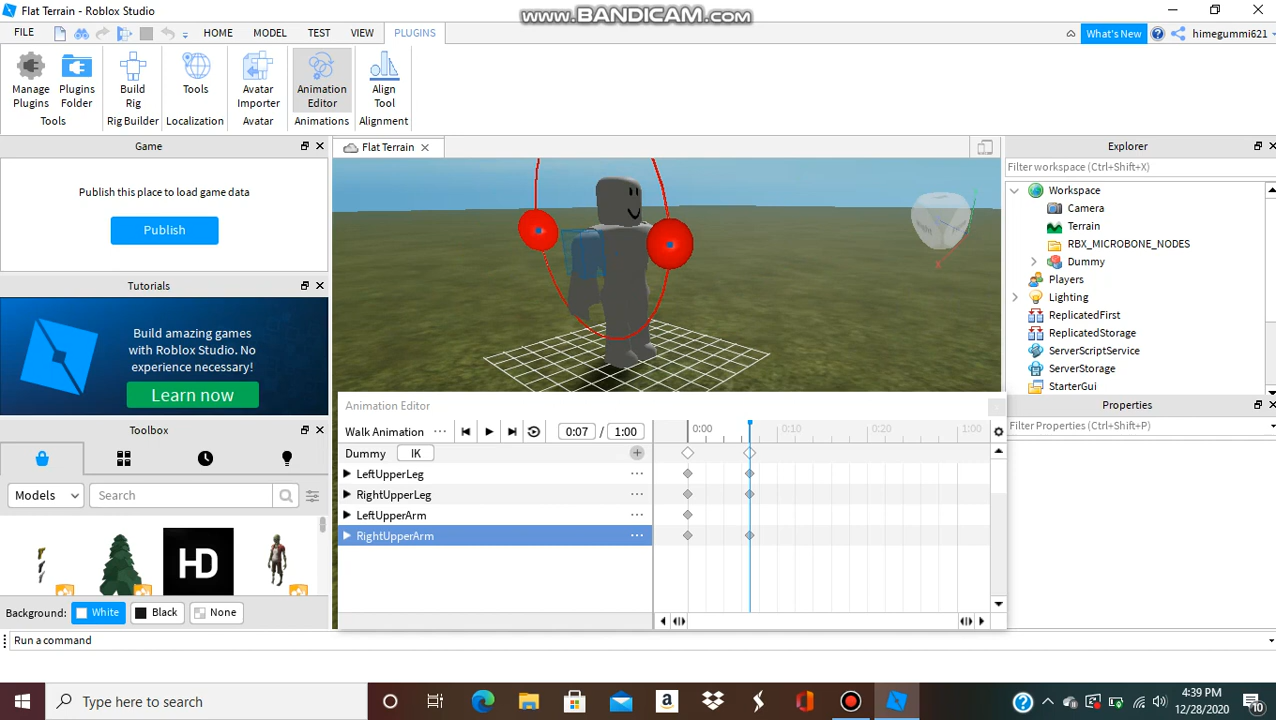 Flat Terrain - Roblox Studio
www.BANDICAM.com
FILE HOME MODEL TEST VIEW PLUGINS What's New himegummi621
Manage Plugins
Plugins Folder
Build Rig
Tools
Avatar Importer
Animation Editor
Align Tool
Tools Rig Builder Localization Avatar Animations Alignment
Game
Publish this place to load game data
Publish
Tutorials
Build amazing games
with Roblox Studio. No
experience necessary!
Learn now
Toolbox
Models Search
HD
Background: White Black None
Run a command
Flat Terrain
Explorer
Filter workspace (Ctrl+Shift+X)
Workspace
Camera
Terrain
RBX_MICROBONE_NODES
Dummy
Players
Lighting
ReplicatedFirst
ReplicatedStorage
ServerScriptService
ServerStorage
StarterGui
Properties
Filter Properties (Ctrl+Shift+P)
Animation Editor
Walk Animation 0:07 / 1:00 0:00 0:10 0:20 1:00
Dummy IK
LeftUpperLeg
RightUpperLeg
LeftUpperArm
RightUpperArm
Type here to search
4:39 PM
12/28/2020
10